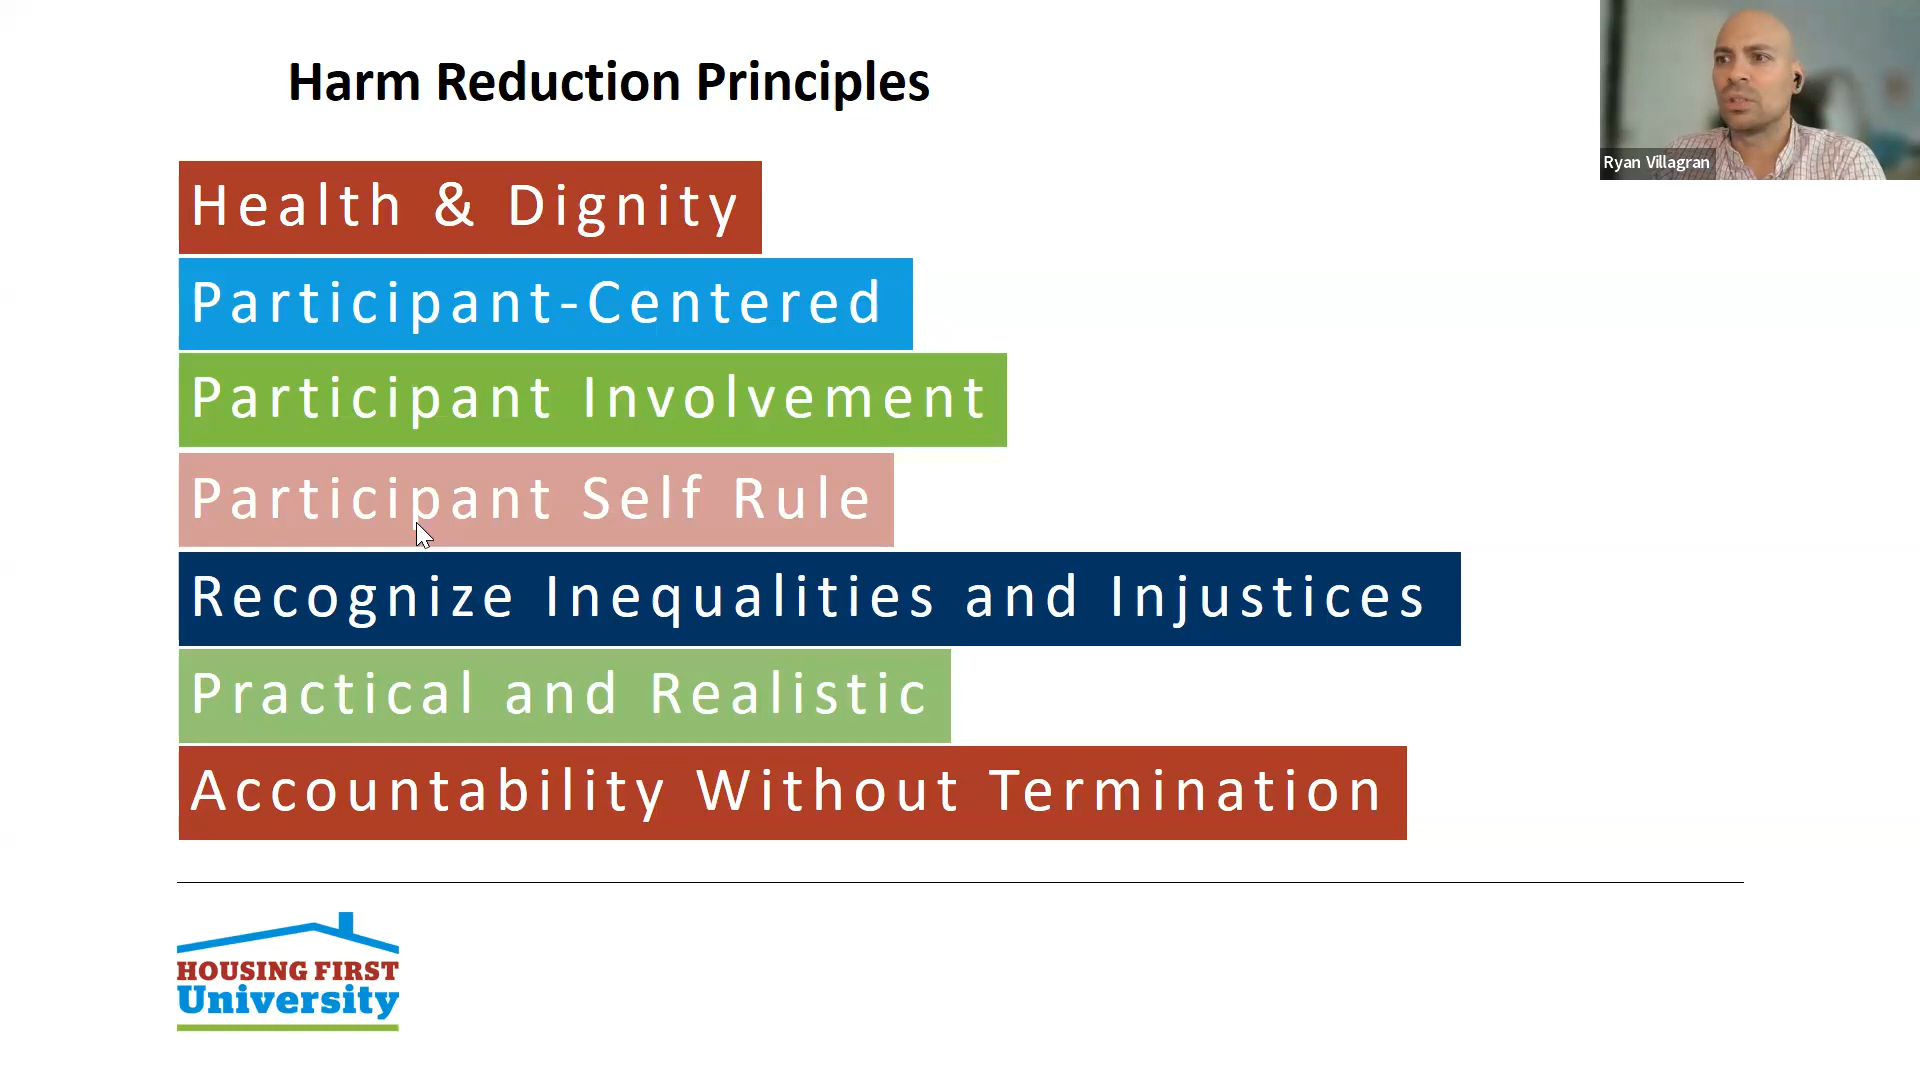 Harm Reduction Principles
Ryan Villagran
Health & Dignity
Participant-Centered
Participant Involvement
Participant Self Rule
Recognize Inequalities and Injustices
Practical and Realistic
Accountability Without Termination
HOUSING FIRST
University